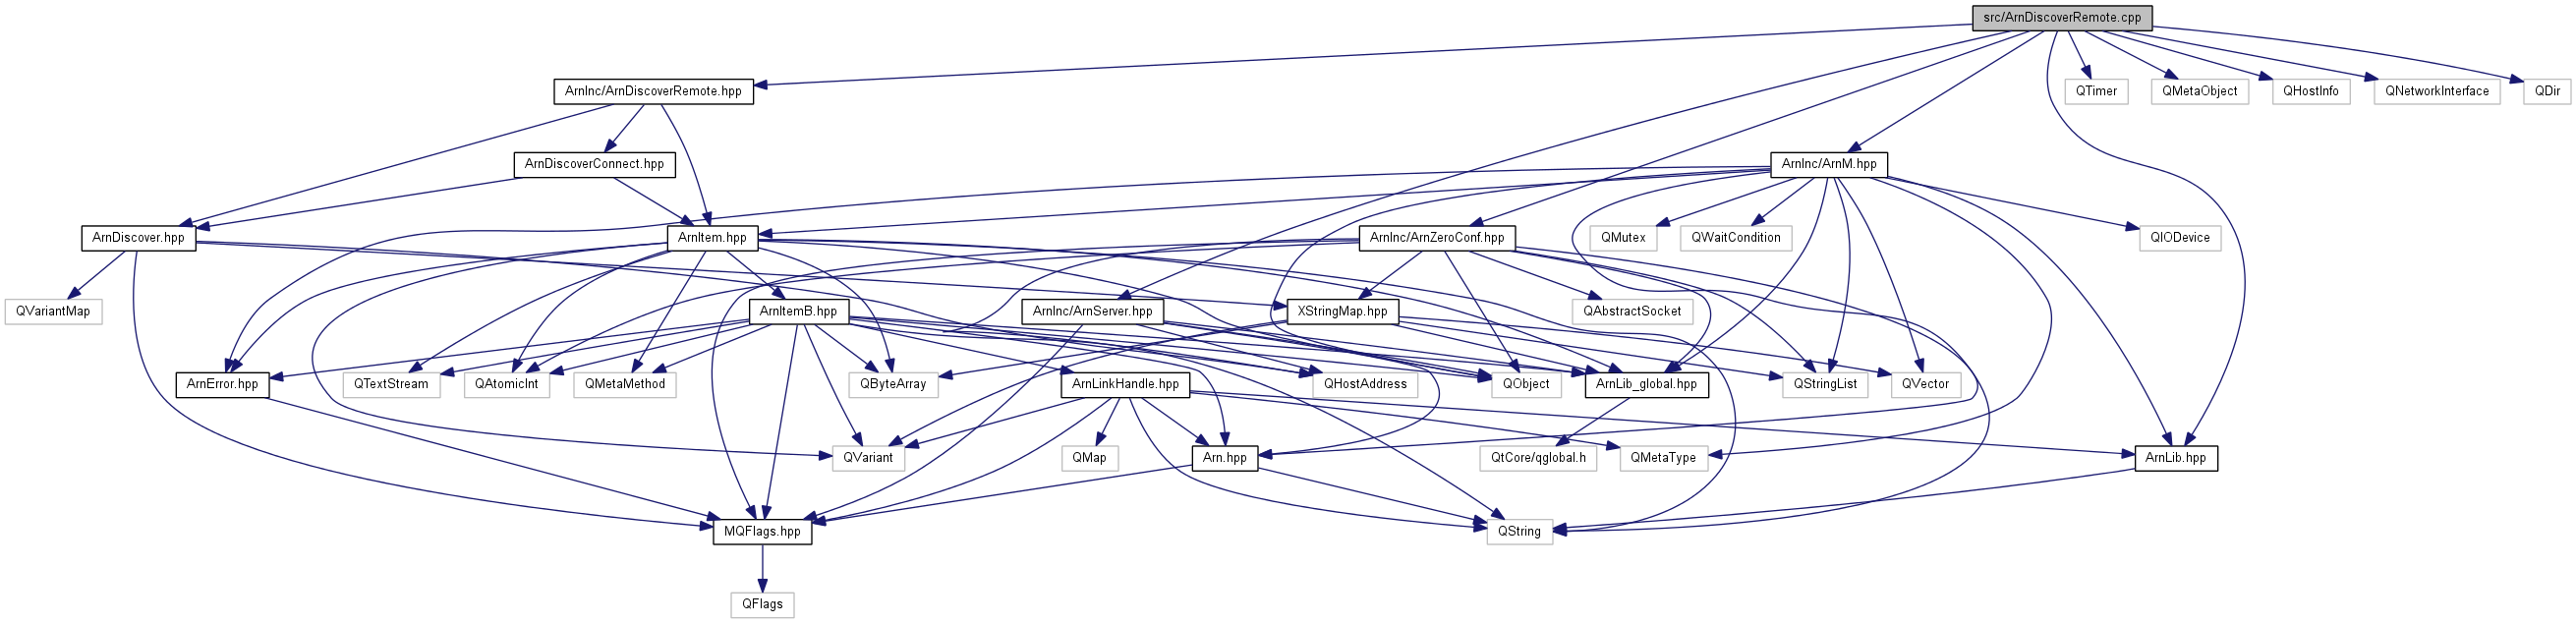 src/ArnDiscoverRemote.cpp
ArnInc/ArnDiscoverRemote.hpp
QTimer
QMetaObject
QHostInfo
QNetworkInterface
QDir
ArnDiscoverConnect.hpp
ArnInc/ArnM.hpp
ArnDiscover.hpp
ArnItem.hpp
ArnInc/ArnZeroConf.hpp
QMutex
QWaitCondition
QIODevice
QVariantMap
ArnItemB.hpp
ArnInc/ArnServer.hpp
XStringMap.hpp
QAbstractSocket
ArnError.hpp
QTextStream
QAtomicInt
QMetaMethod
QByteArray
ArnLinkHandle.hpp
QHostAddress
QObject
ArnLib_global.hpp
QStringList
QVector
QVariant
QMap
Arn.hpp
QtCore/qglobal.h
QMetaType
ArnLib.hpp
MQFlags.hpp
QString
QFlags